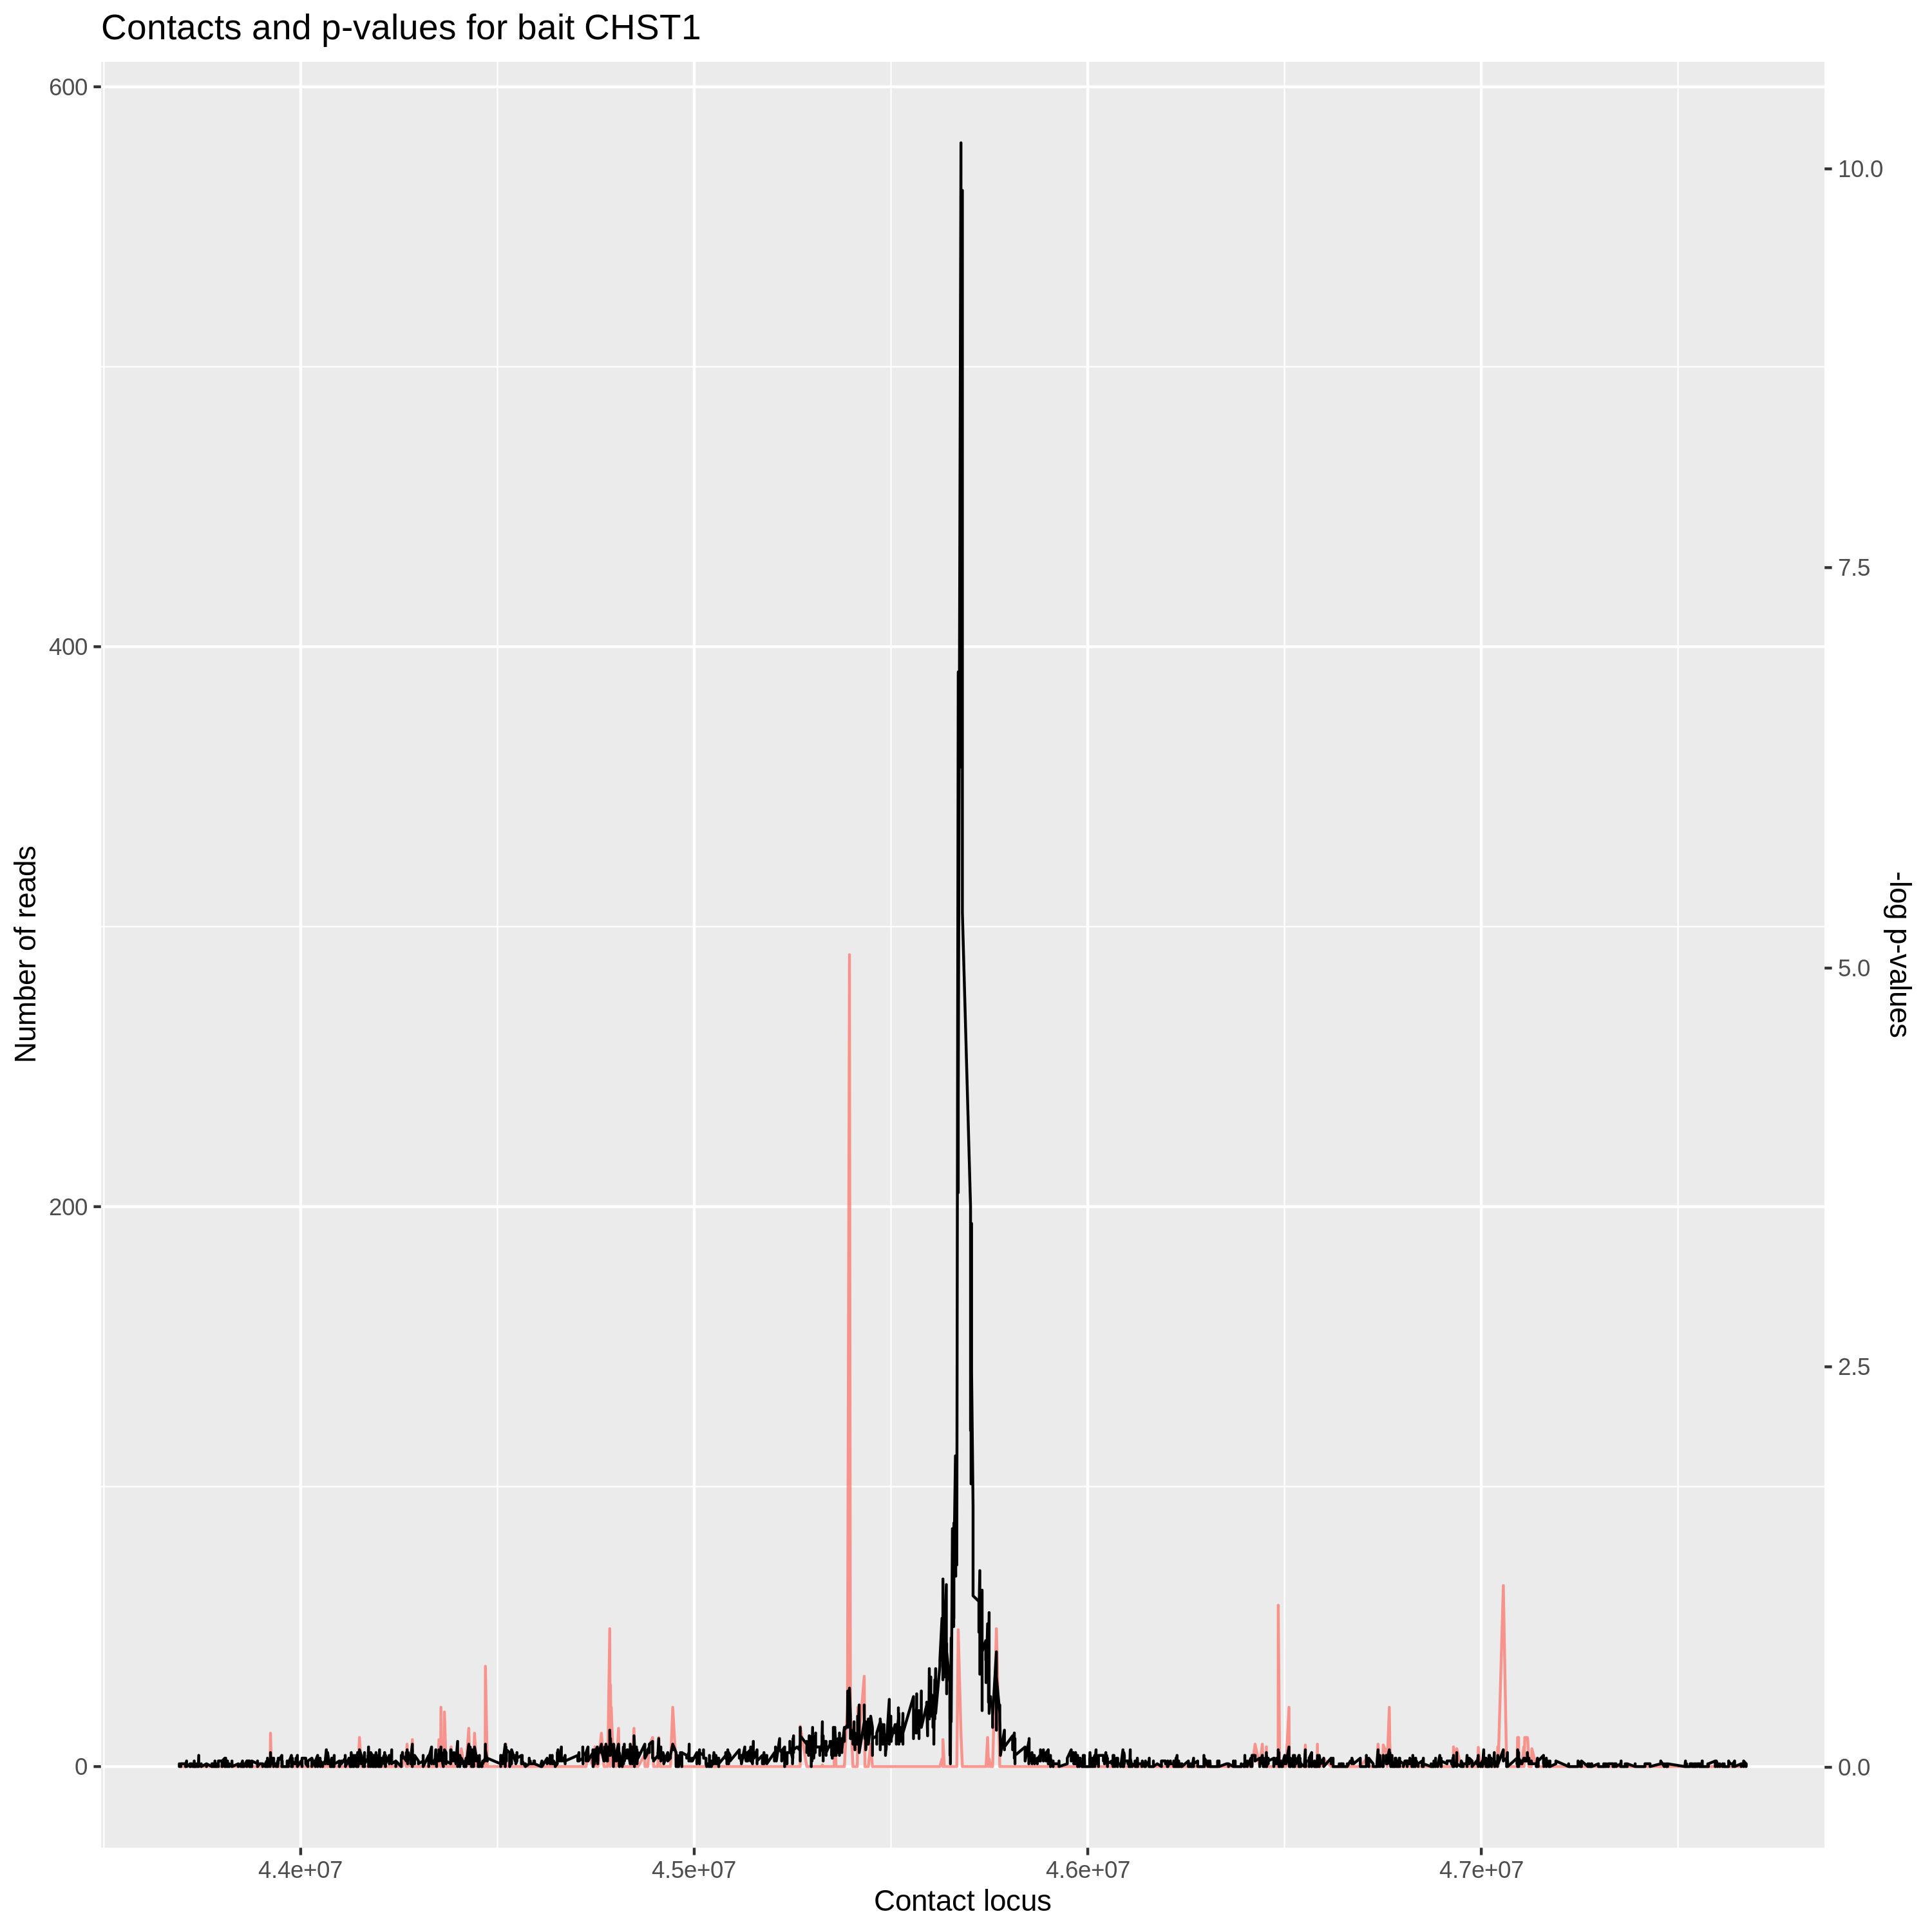 Contacts and p-values for bait CHST1
600
400
200
0
Number of reads
10.0
7.5
5.0
2.5
0.0
-log p-values
4.4e+07 4.5e+07 4.6e+07 4.7e+07
Contact locus